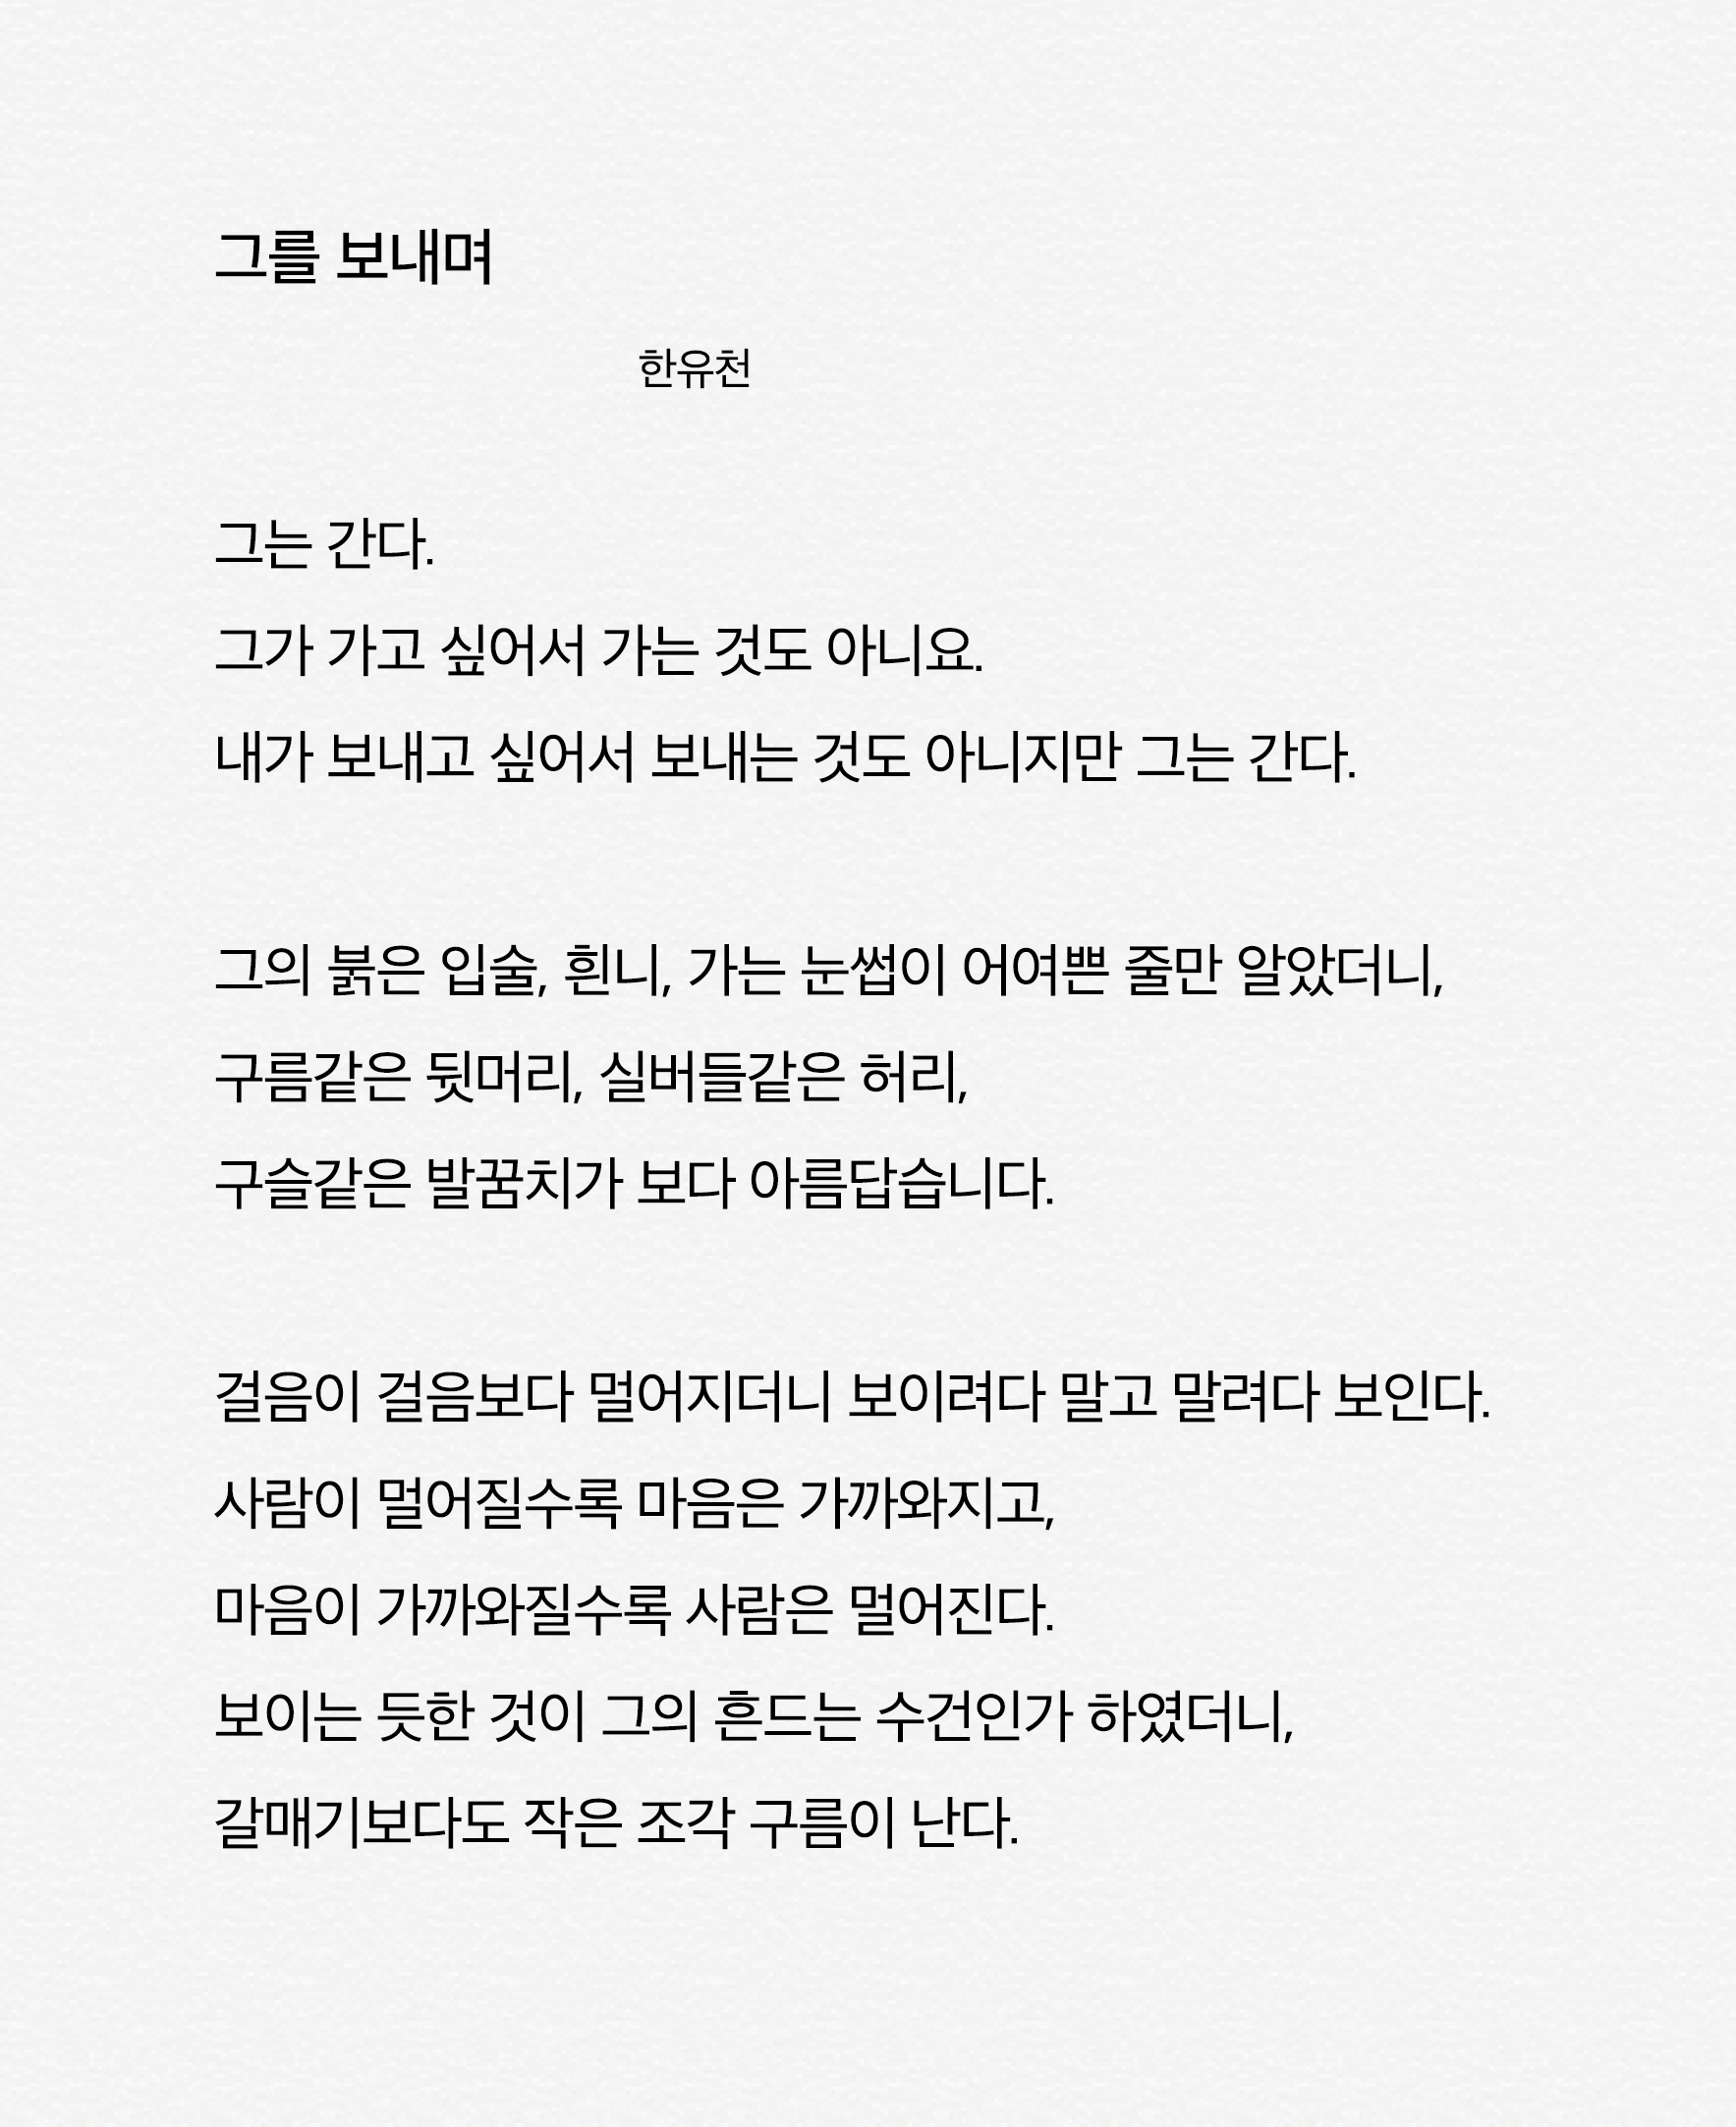 그를 보내며
한유천
그는 간다.
그가 가고 싶어서 가는 것도 아니요.
내가 보내고 싶어서 보내는 것도 아니지만 그는 간다.
그의 붉은 입술, 흰니, 가는 눈썹이 어여쁜 줄만 알았더니,
구름같은 뒷머리, 실버들같은 허리,
구슬같은 발꿈치가 보다 아름답습니다.
걸음이 걸음보다 멀어지더니 보이려다 말고 말려다 보인다.
사람이 멀어질수록 마음은 가까와지고,
마음이 가까와질수록 사람은 멀어진다.
보이는 듯한 것이 그의 흔드는 수건인가 하였더니,
갈매기보다도 작은 조각 구름이 난다.